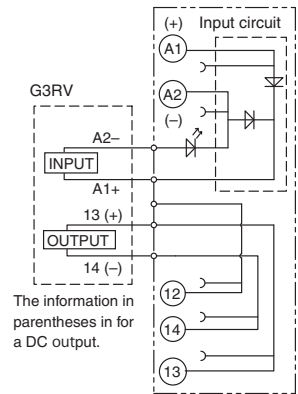 (+)
Input circuit
A1
A2
(–)
G3RV
A2–
INPUT
A1+
13 (+)
OUTPUT
14 (–)
The information in
parentheses in for
a DC output.
12
14
13